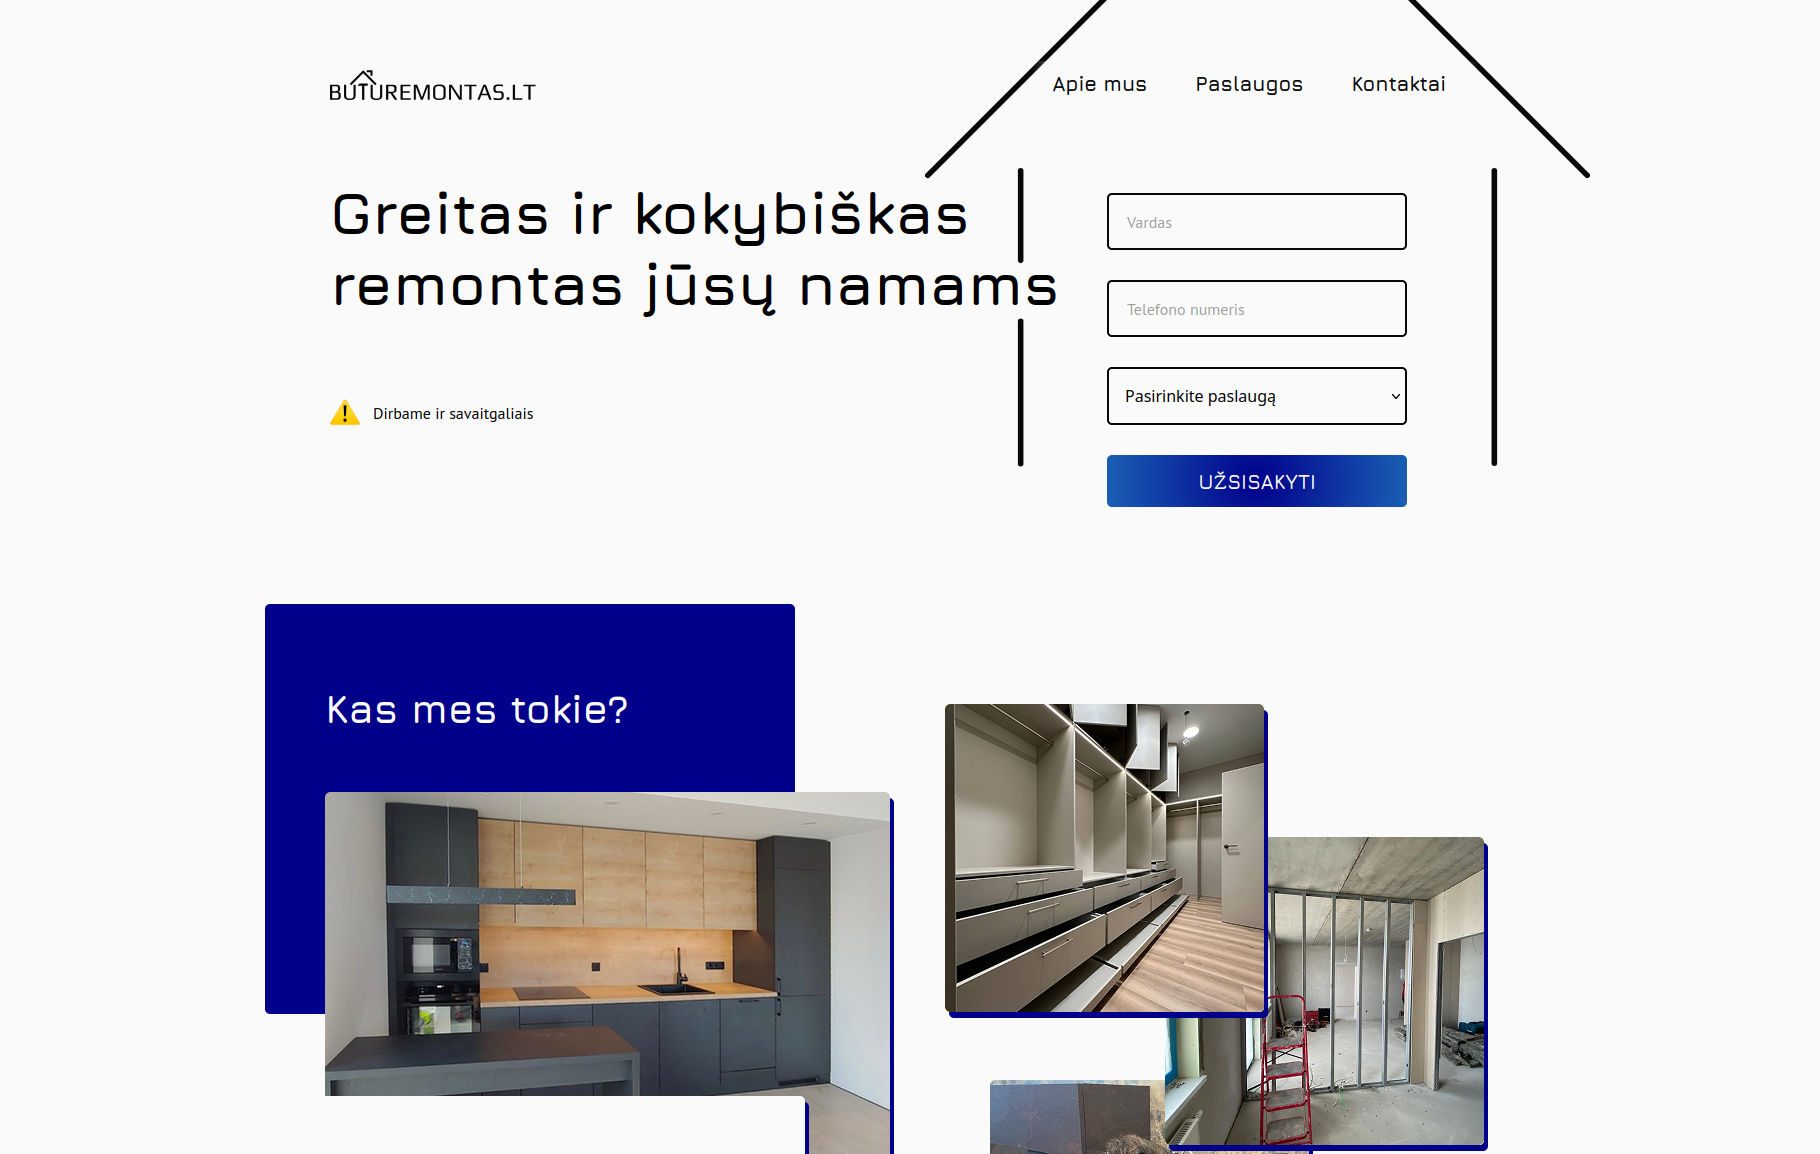 BUTUREMONTAS.LT
Apie mus
Paslaugos
Kontaktai
Greitas ir kokybiškas
remontas jūsų namams
Dirbame ir savaitgaliais
Vardas
Telefono numeris
Pasirinkite paslaugą
UŽSISAKYTI
Kas mes tokie?